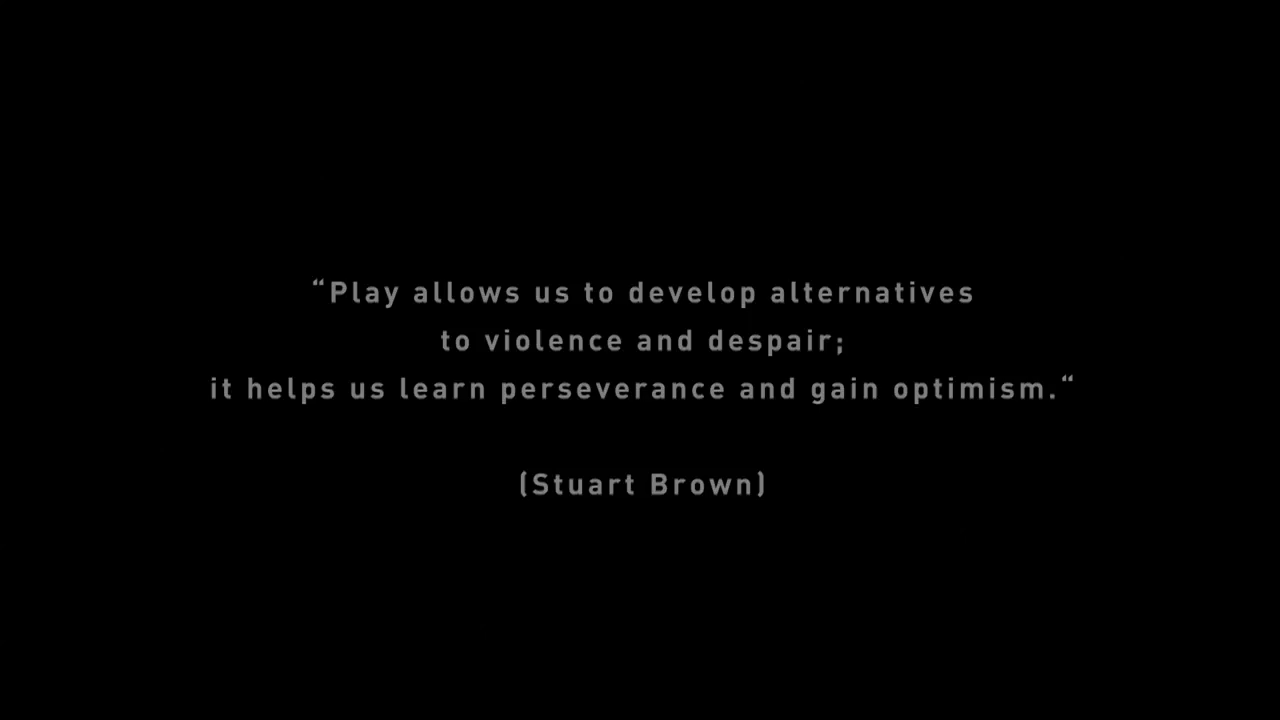 “Play allows us to develop alternatives
to violence and despair;
it helps us learn perseverance and gain optimism.“
(Stuart Brown)